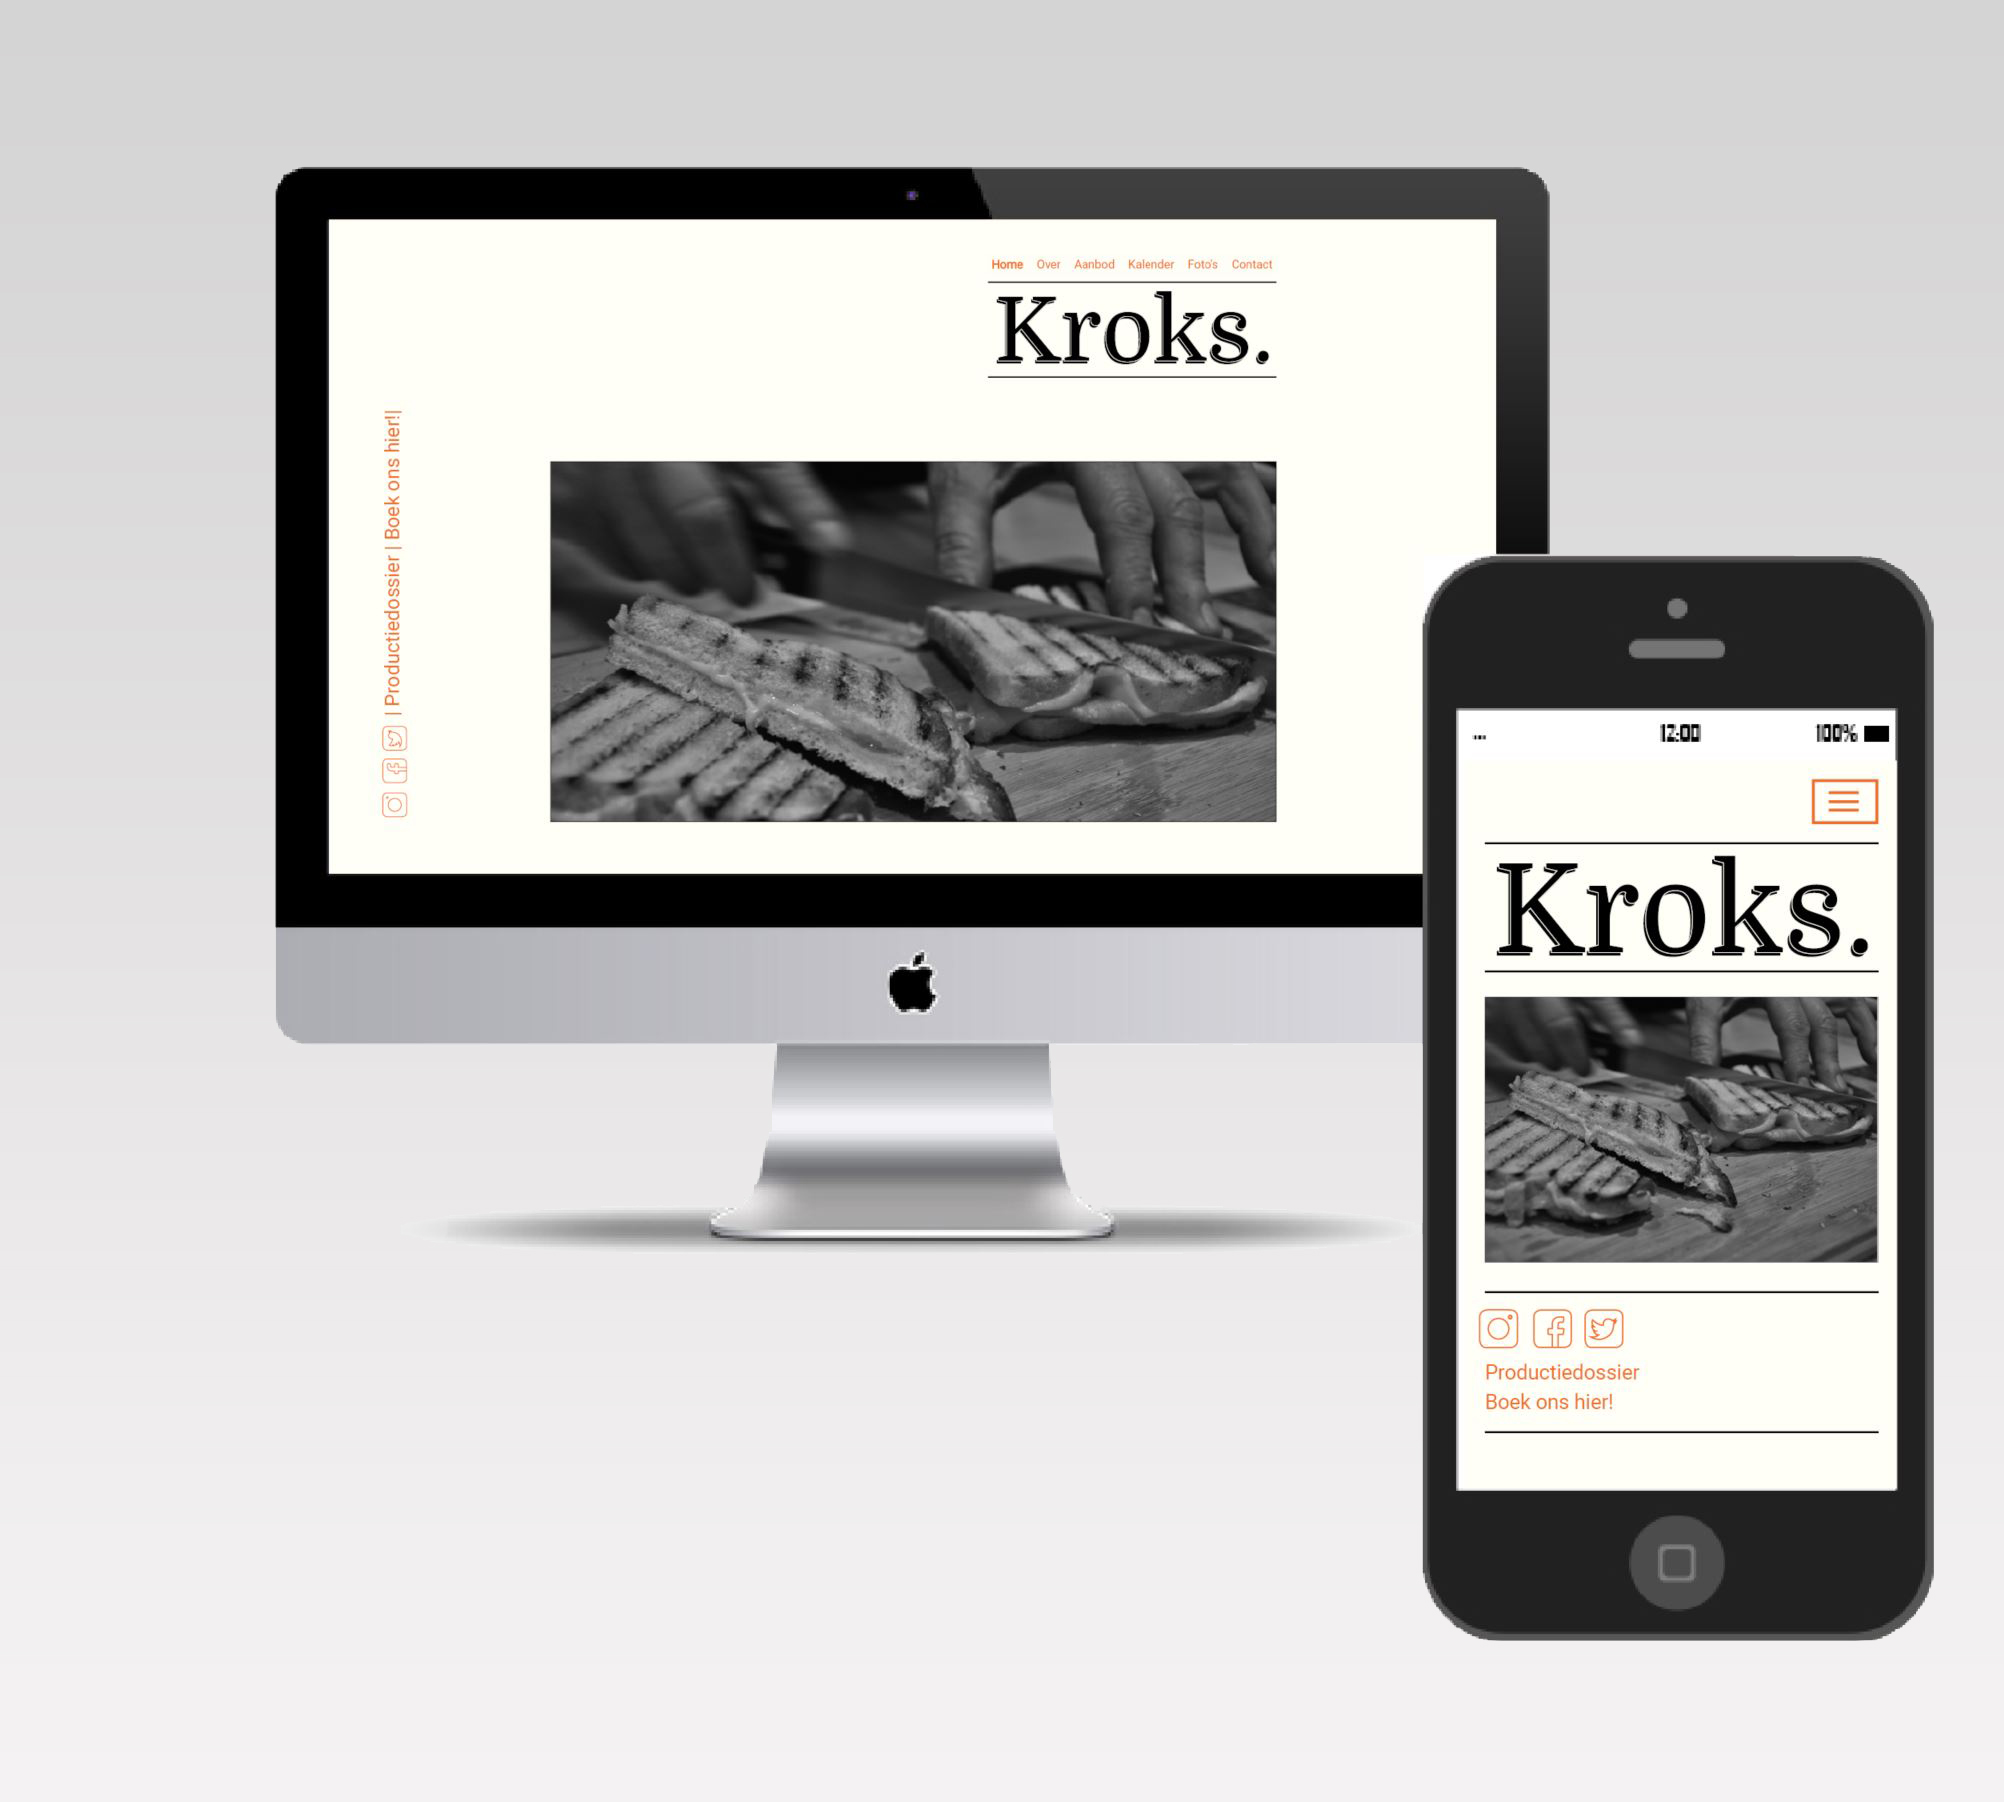 Home Over Aanbod Kalender Foto's Contact
Kroks.
| Productiedossier | Boek ons hier!|
12:00 100%
Kroks.
Productiedossier
Boek ons hier!